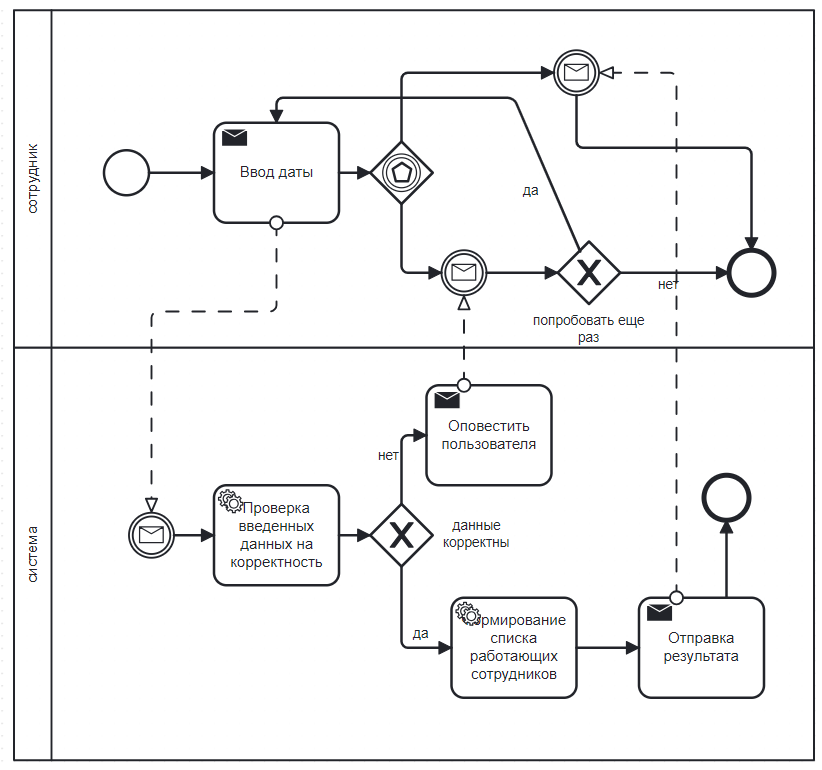 сотрудник
Ввод даты
да
нет
попробовать еще
раз
система
Оповестить
пользователя
нет
Проверка
введенных
данных на
корректность
данные
корректны
да
списка
работающих
сотрудников
Отправка
результата